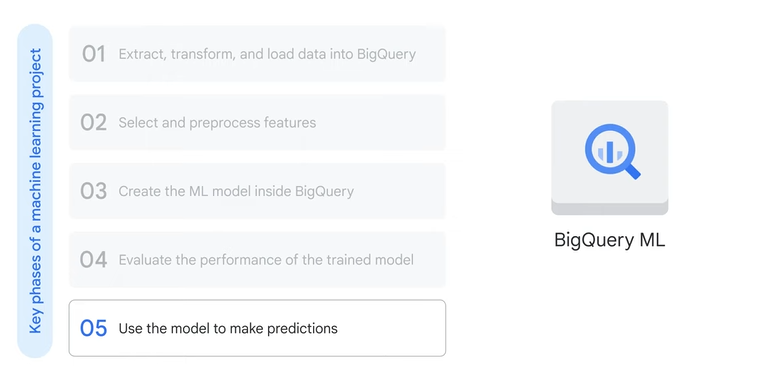 Key phases of a machine learning project
01 Extract, transform, and load data into BigQuery
02 Select and preprocess features
03 Create the ML model inside BigQuery
04 Evaluate the performance of the trained model
05 Use the model to make predictions
BigQuery ML